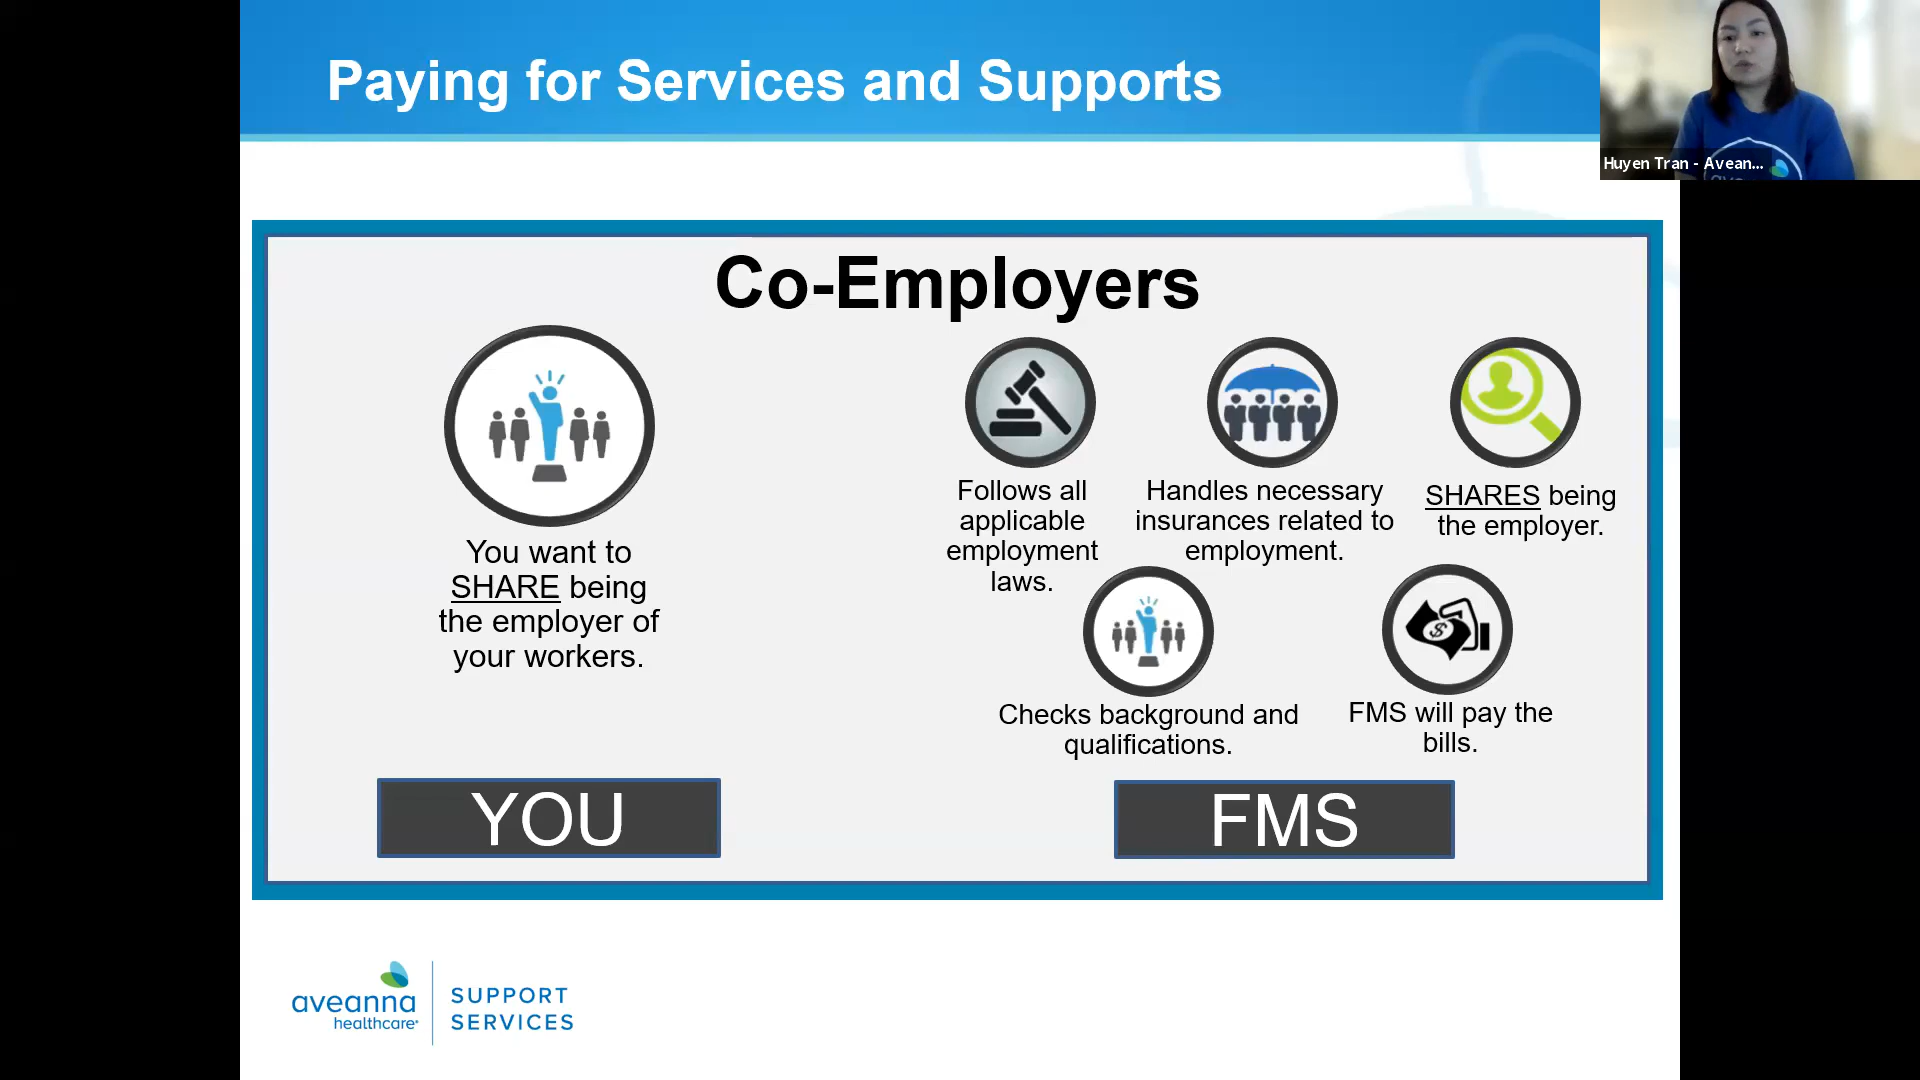 Paying for Services and Supports
Huyen Tran - Avean...
Co-Employers
You want to
SHARE being
the employer of
your workers.
YOU
Follows all
applicable
employment
laws.
Handles necessary
insurances related to
employment.
SHARES being
the employer.
Checks background and
qualifications.
FMS will pay the
bills.
FMS
aveanna
healthcare
SUPPORT
SERVICES